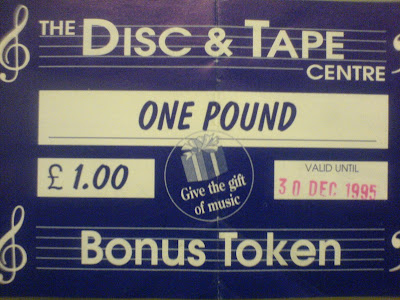 THE DISC & TAPE
CENTRE
ONE POUND
£ 1.00
Give the gift
of music
VALID UNTIL
30 DEC 1995
Bonus Token